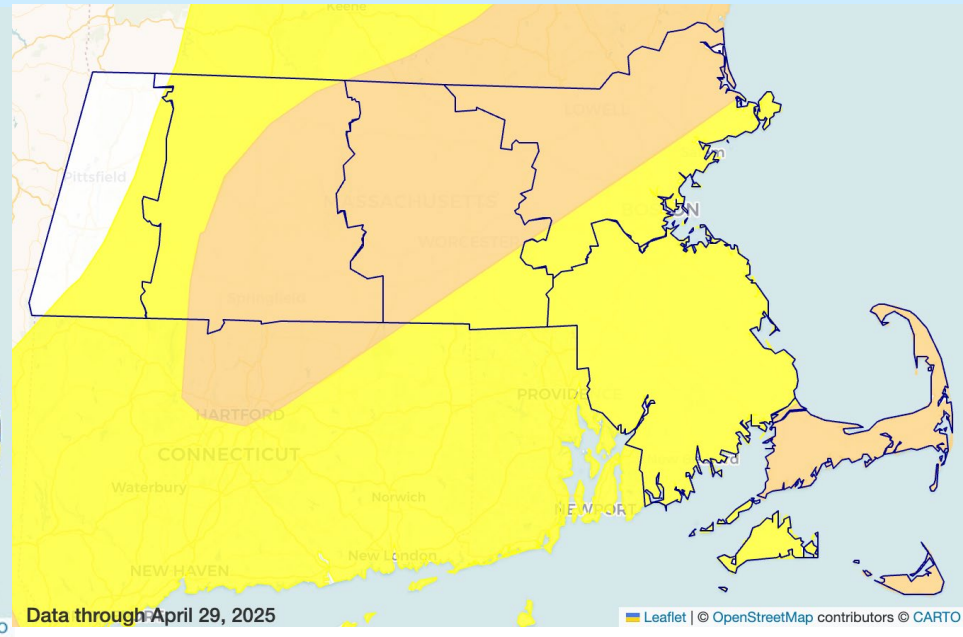 Keene
LOWELL
Pittsfield
MASSACHUSETTS
BOSTON
WORCESTER
Springfield
PROVIDENCE
HARTFORD
CONNECTICUT
Waterbury
Norwich
NEWPORT
New London
NEW HAVEN
Data through April 29, 2025
Leaflet | © OpenStreetMap contributors © CARTO